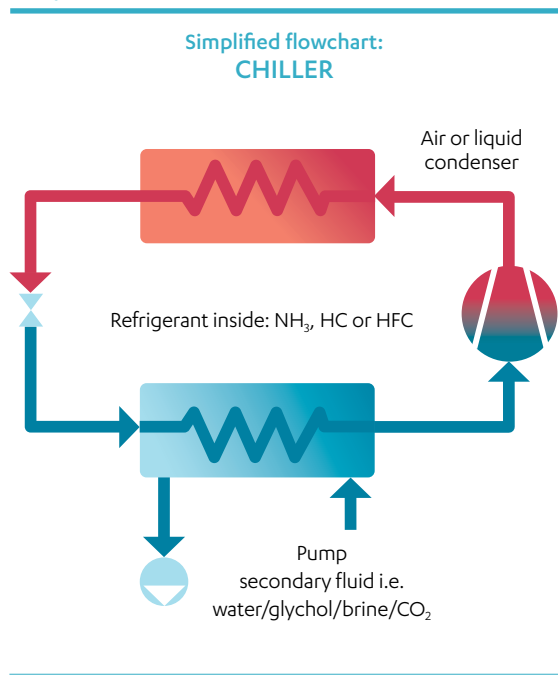 Simplified flowchart:
CHILLER
Air or liquid
condenser
Refrigerant inside: NH₃, HC or HFC
Pump
secondary fluid i.e.
water/glychol/brine/CO₂